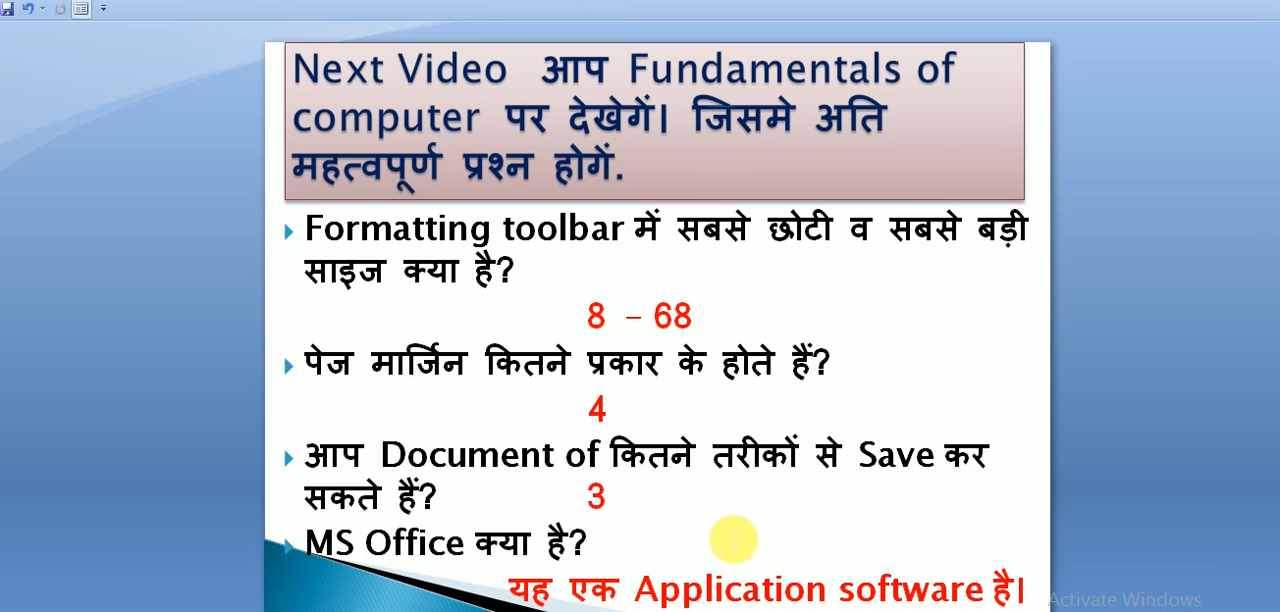 Next Video आप Fundamentals of
computer पर देखेगें। जिसमे अति
महत्वपूर्ण प्रश्न होगें.
Formatting toolbar में सबसे छोटी व सबसे बड़ी
साइज क्या है?
8 – 68
पेज मार्जिन कितने प्रकार के होते हैं?
4
आप Document of कितने तरीकों से Save कर
सकते हैं? 3
MS Office क्या है?
यह एक Application software है।
Activate Windows